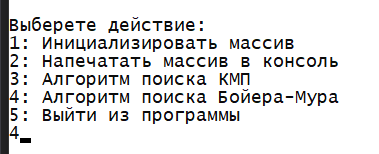 Выберете действие:
1: Инициализировать массив
2: Напечатать массив в консоль
3: Алгоритм поиска КМП
4: Алгоритм поиска Бойера-Мура
5: Выйти из программы
4